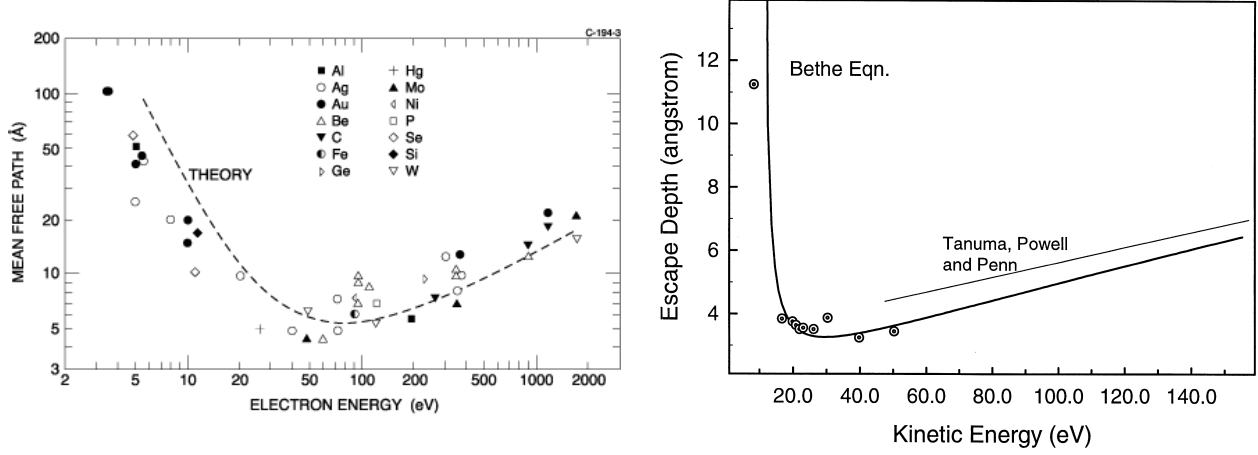 C-194-3
200
100
50
20
10
5
3
MEAN FREE PATH (Å)
Al
Ag
Au
Be
C
Fe
Ge
Hg
Mo
Ni
P
Se
Si
W
THEORY
2 5 10 20 50 100 200 500 1000 2000
ELECTRON ENERGY (eV)
Escape Depth (angstrom)
12
10
8
6
4
Bethe Eqn.
Tanuma, Powell
and Penn
20.0 40.0 60.0 80.0 100.0 120.0 140.0
Kinetic Energy (eV)